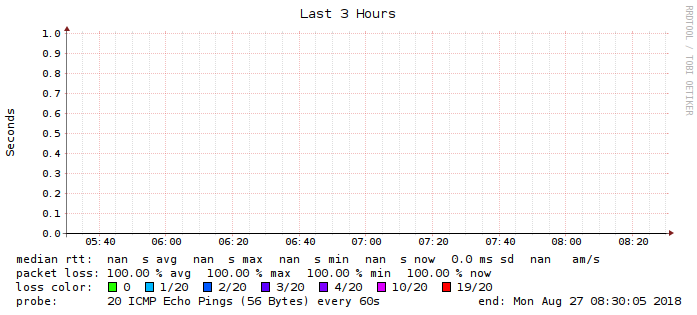 Last 3 Hours
RRDTOOL / TOBI OETIKER
Seconds
1.0
0.9
0.8
0.7
0.6
0.5
0.4
0.3
0.2
0.1
0.0
05:40 06:00 06:20 06:40 07:00 07:20 07:40 08:00 08:20
median rtt: nan s avg nan s max nan s min nan s now 0.0 ms sd nan am/s
packet loss: 100.00 % avg 100.00 % max 100.00 % min 100.00 % now
loss color: 0 1/20 2/20 3/20 4/20 10/20 19/20
probe: 20 ICMP Echo Pings (56 Bytes) every 60s end: Mon Aug 27 08:30:05 2018